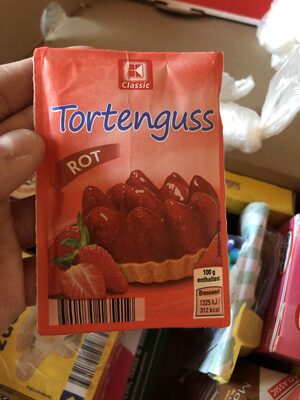 K
Classic
Tortenguss
ROT
100 g
enthalten:
Brennwert
1325 kJ/
312 kcal